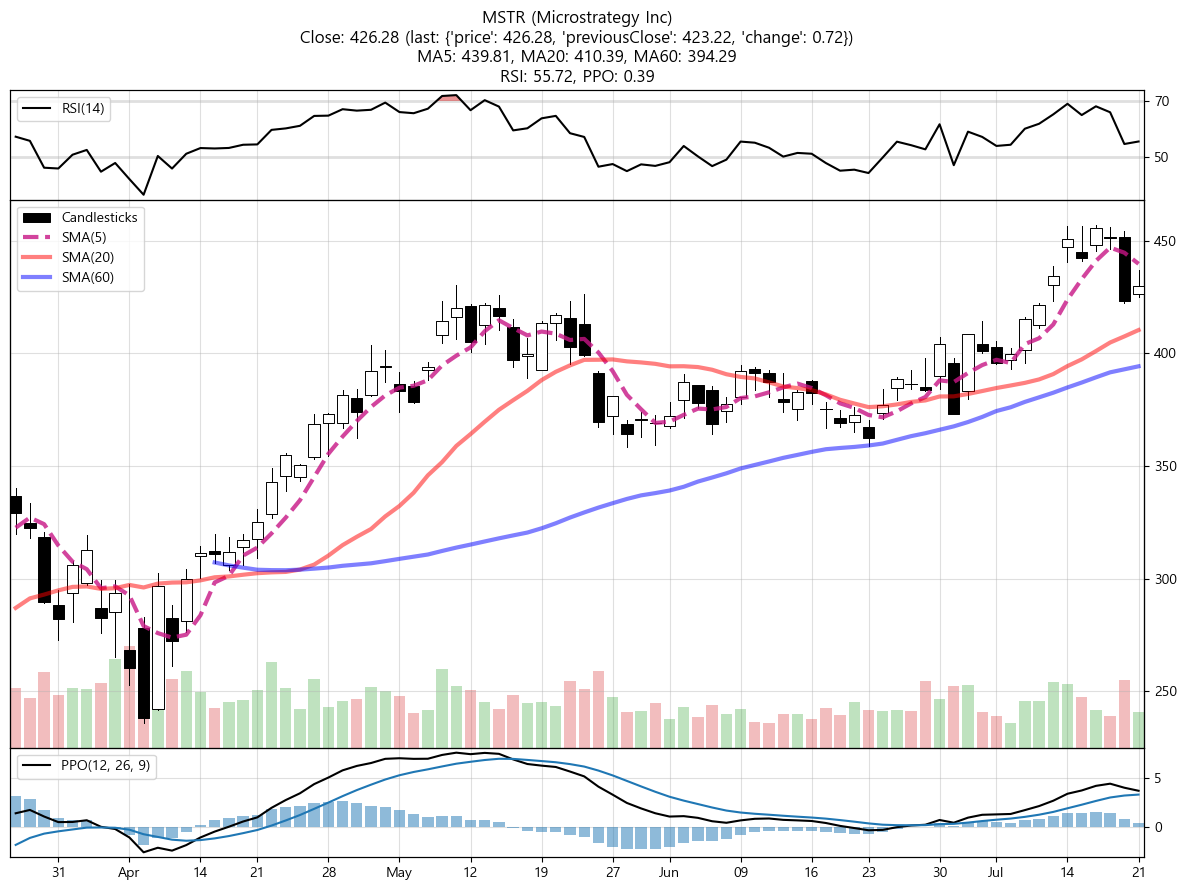 MSTR (Microstrategy Inc)
Close: 426.28 (last: {'price': 426.28, 'previousClose': 423.22, 'change': 0.72})
MA5: 439.81, MA20: 410.39, MA60: 394.29
RSI: 55.72, PPO: 0.39
RSI(14)
70
50
Candlesticks
SMA(5)
SMA(20)
SMA(60)
450
400
350
300
250
PPO(12, 26, 9)
5
0
31 Apr 14 21 28 May 12 19 27 Jun 09 16 23 30 Jul 14 21